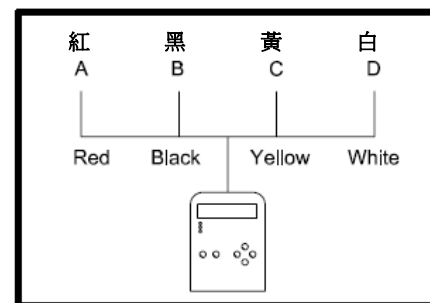 紅 黑 黃 白
A B C D
Red Black Yellow White